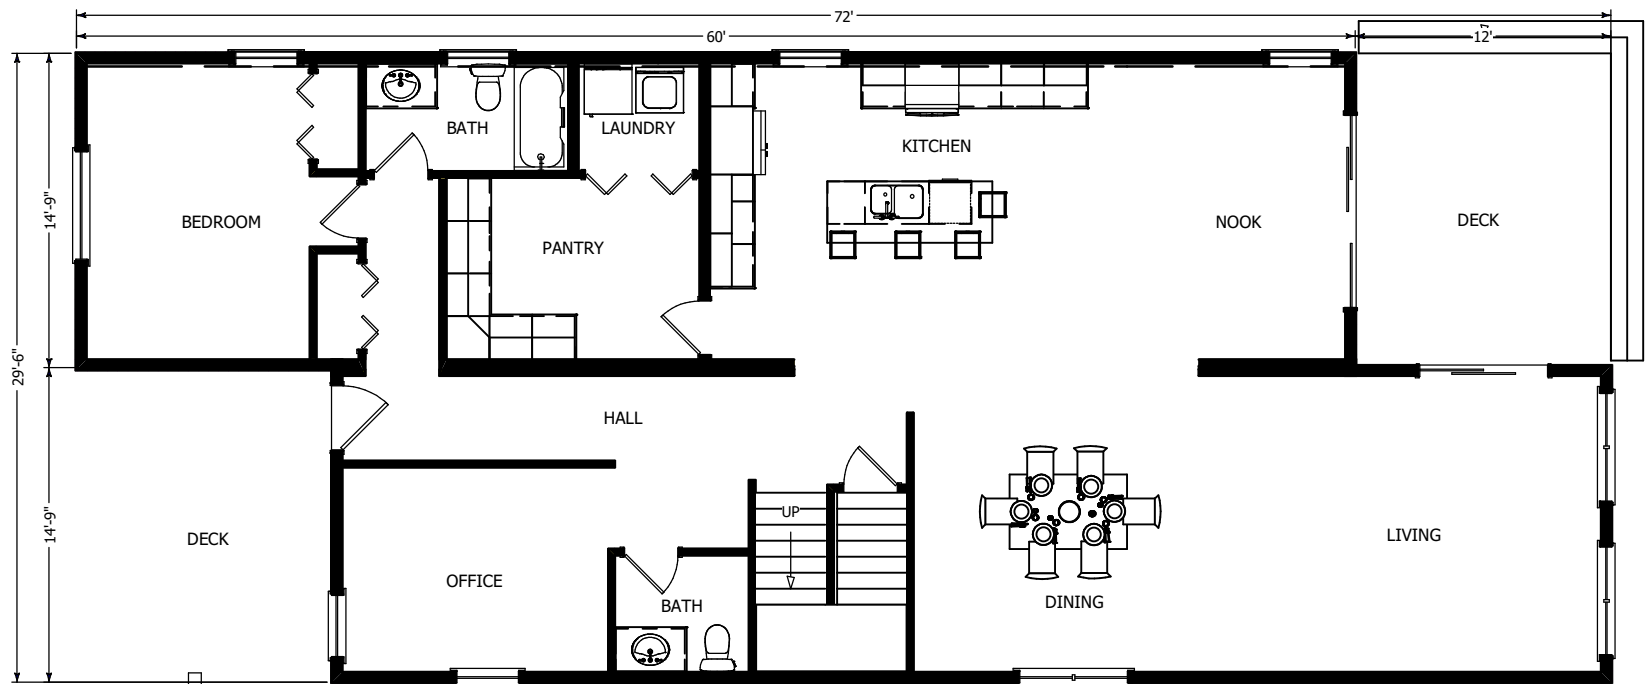 72'
60'
12'
BATH
LAUNDRY
KITCHEN
14'-9"
BEDROOM
NOOK
DECK
PANTRY
29'-6"
HALL
UP
14'-9"
DECK
LIVING
OFFICE
BATH
DINING